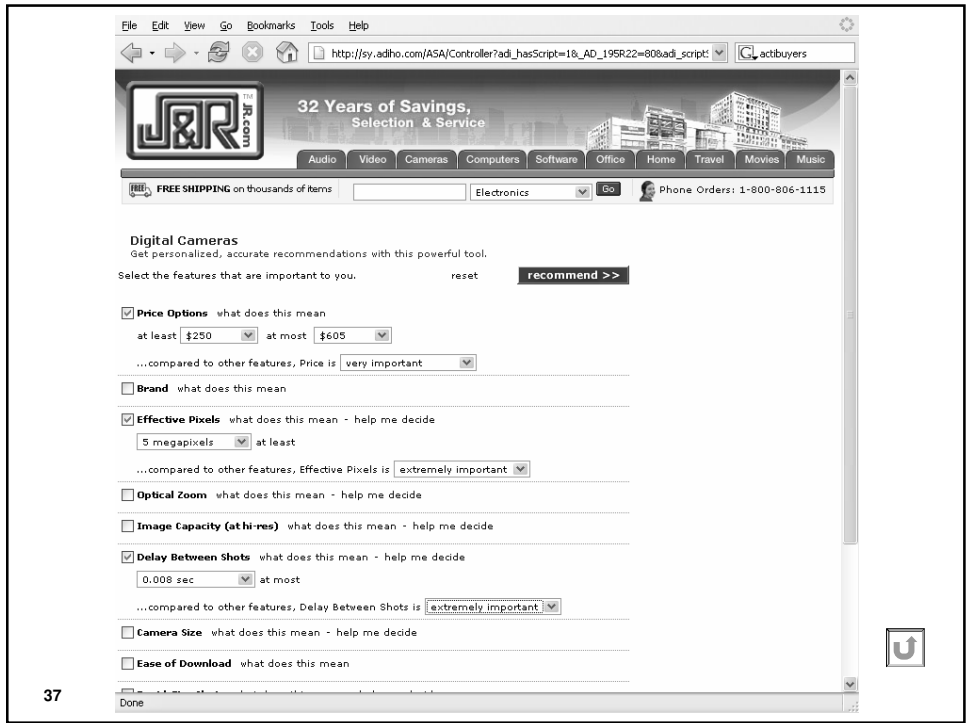 File Edit View Go Bookmarks Tools Help
http://sy.adiho.com/ASA/Controller?adi_hasScript=1&_AD_195R22=80&adi_script: G actibuyers
J&R TM JR.com
32 Years of Savings,
Selection & Service
Audio Video Cameras Computers Software Office Home Travel Movies Music
FREE FREE SHIPPING on thousands of items Electronics Go Phone Orders: 1-800-806-1115
Digital Cameras
Get personalized, accurate recommendations with this powerful tool.
Select the features that are important to you. reset recommend >>
Price Options what does this mean
at least $250 at most $605
...compared to other features, Price is very important
Brand what does this mean
Effective Pixels what does this mean - help me decide
5 megapixels at least
...compared to other features, Effective Pixels is extremely important
Optical Zoom what does this mean - help me decide
Image Capacity (at hi-res) what does this mean - help me decide
Delay Between Shots what does this mean - help me decide
0.008 sec at most
...compared to other features, Delay Between Shots is extremely important
Camera Size what does this mean - help me decide
Ease of Download what does this mean
37
Done